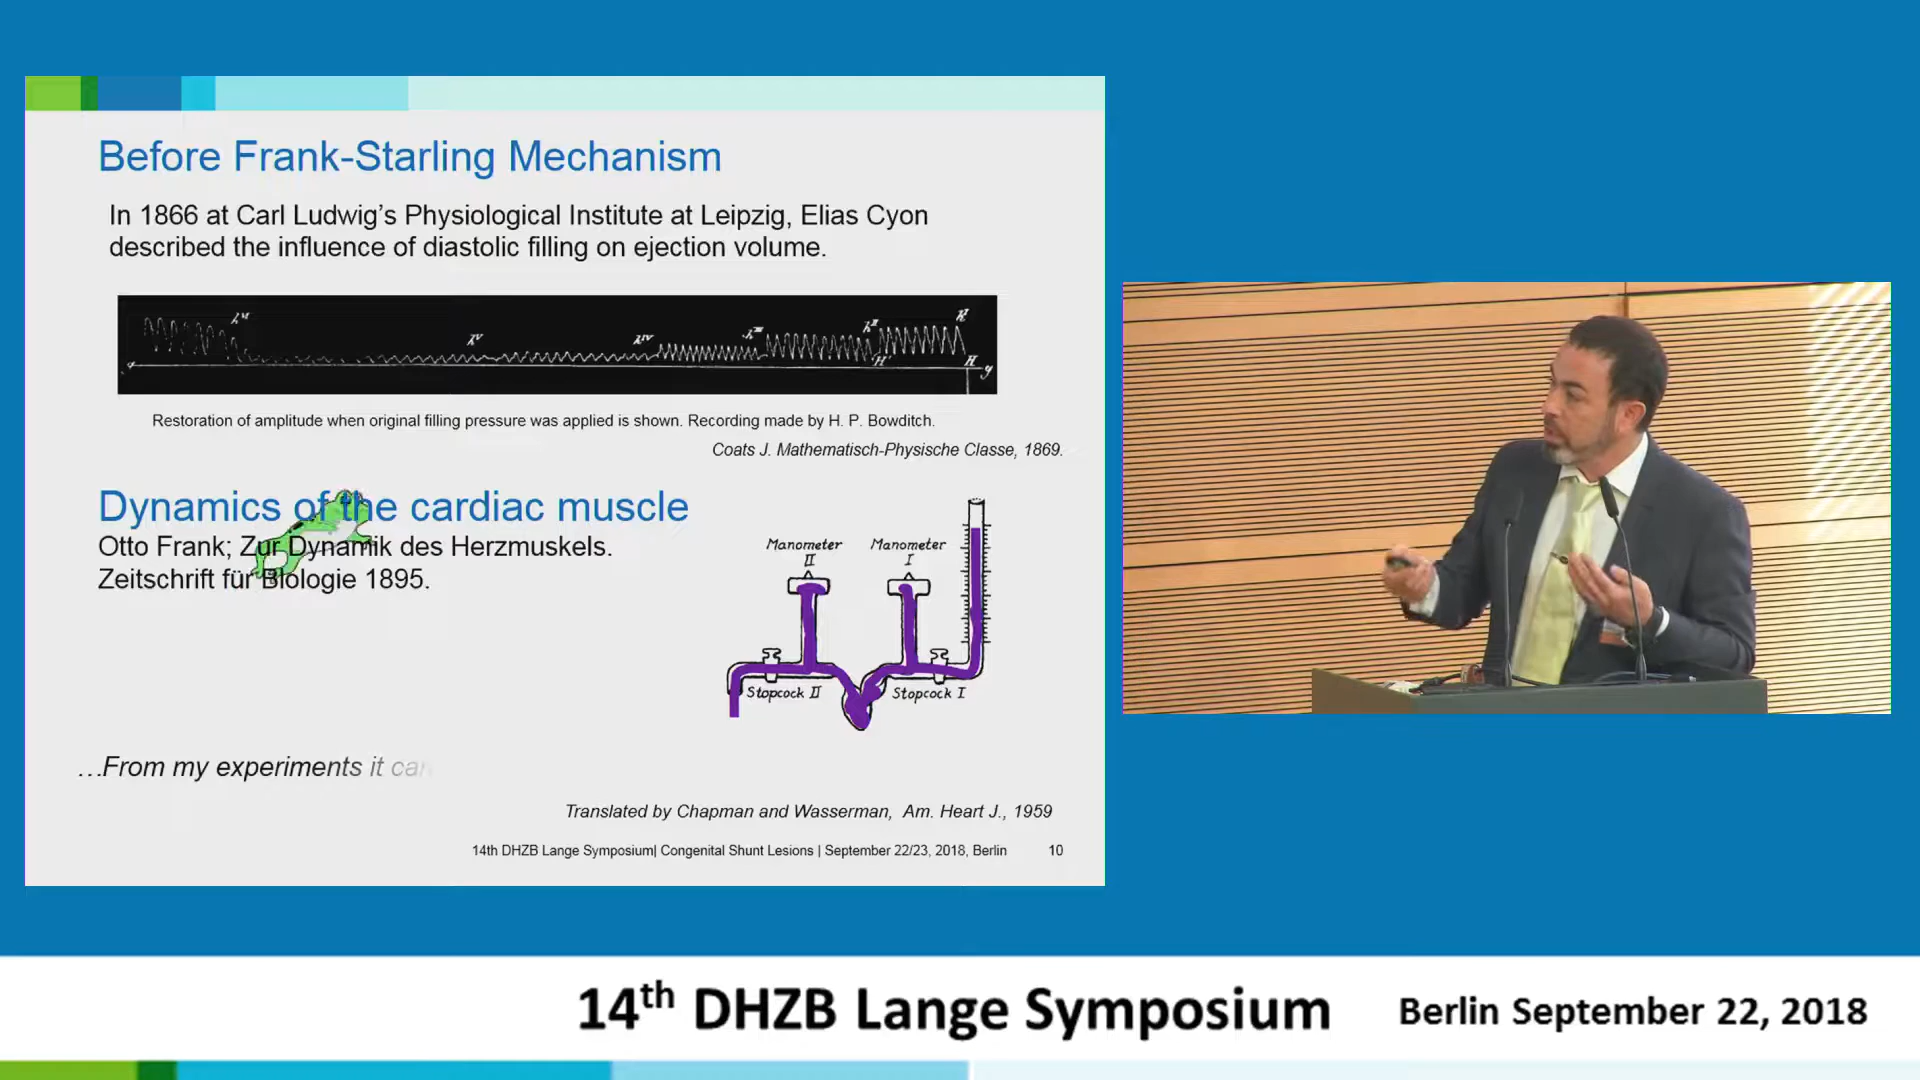 Before Frank-Starling Mechanism
In 1866 at Carl Ludwig's Physiological Institute at Leipzig, Elias Cyon
described the influence of diastolic filling on ejection volume.
Restoration of amplitude when original filling pressure was applied is shown. Recording made by H. P. Bowditch.
Coats J. Mathematisch-Physische Classe, 1869.
Dynamics of the cardiac muscle
Otto Frank; Zur Dynamik des Herzmuskels.
Zeitschrift für Biologie 1895.
Manometer II
Manometer I
Stopcock II
Stopcock I
…From my experiments it can
Translated by Chapman and Wasserman, Am. Heart J., 1959
14th DHZB Lange Symposium| Congenital Shunt Lesions | September 22/23, 2018, Berlin 10
14th DHZB Lange Symposium
Berlin September 22, 2018